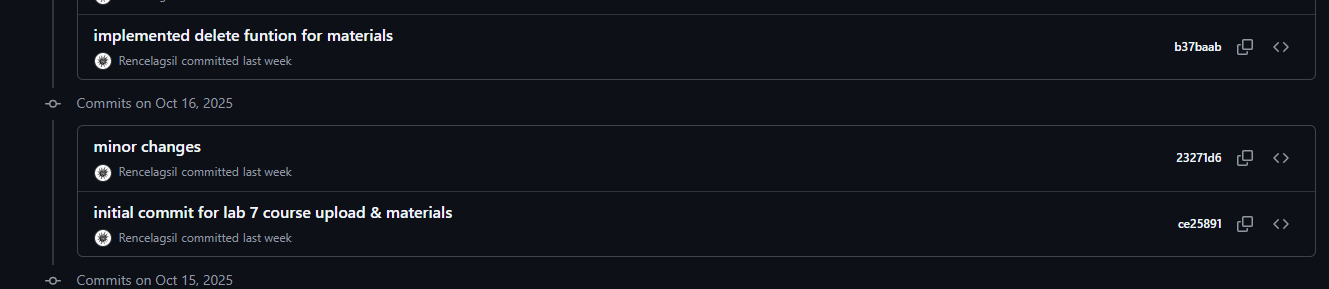 implemented delete funtion for materials
b37baab
Rencelagsil committed last week
Commits on Oct 16, 2025
minor changes
23271d6
Rencelagsil committed last week
initial commit for lab 7 course upload & materials
ce25891
Rencelagsil committed last week
Commits on Oct 15, 2025